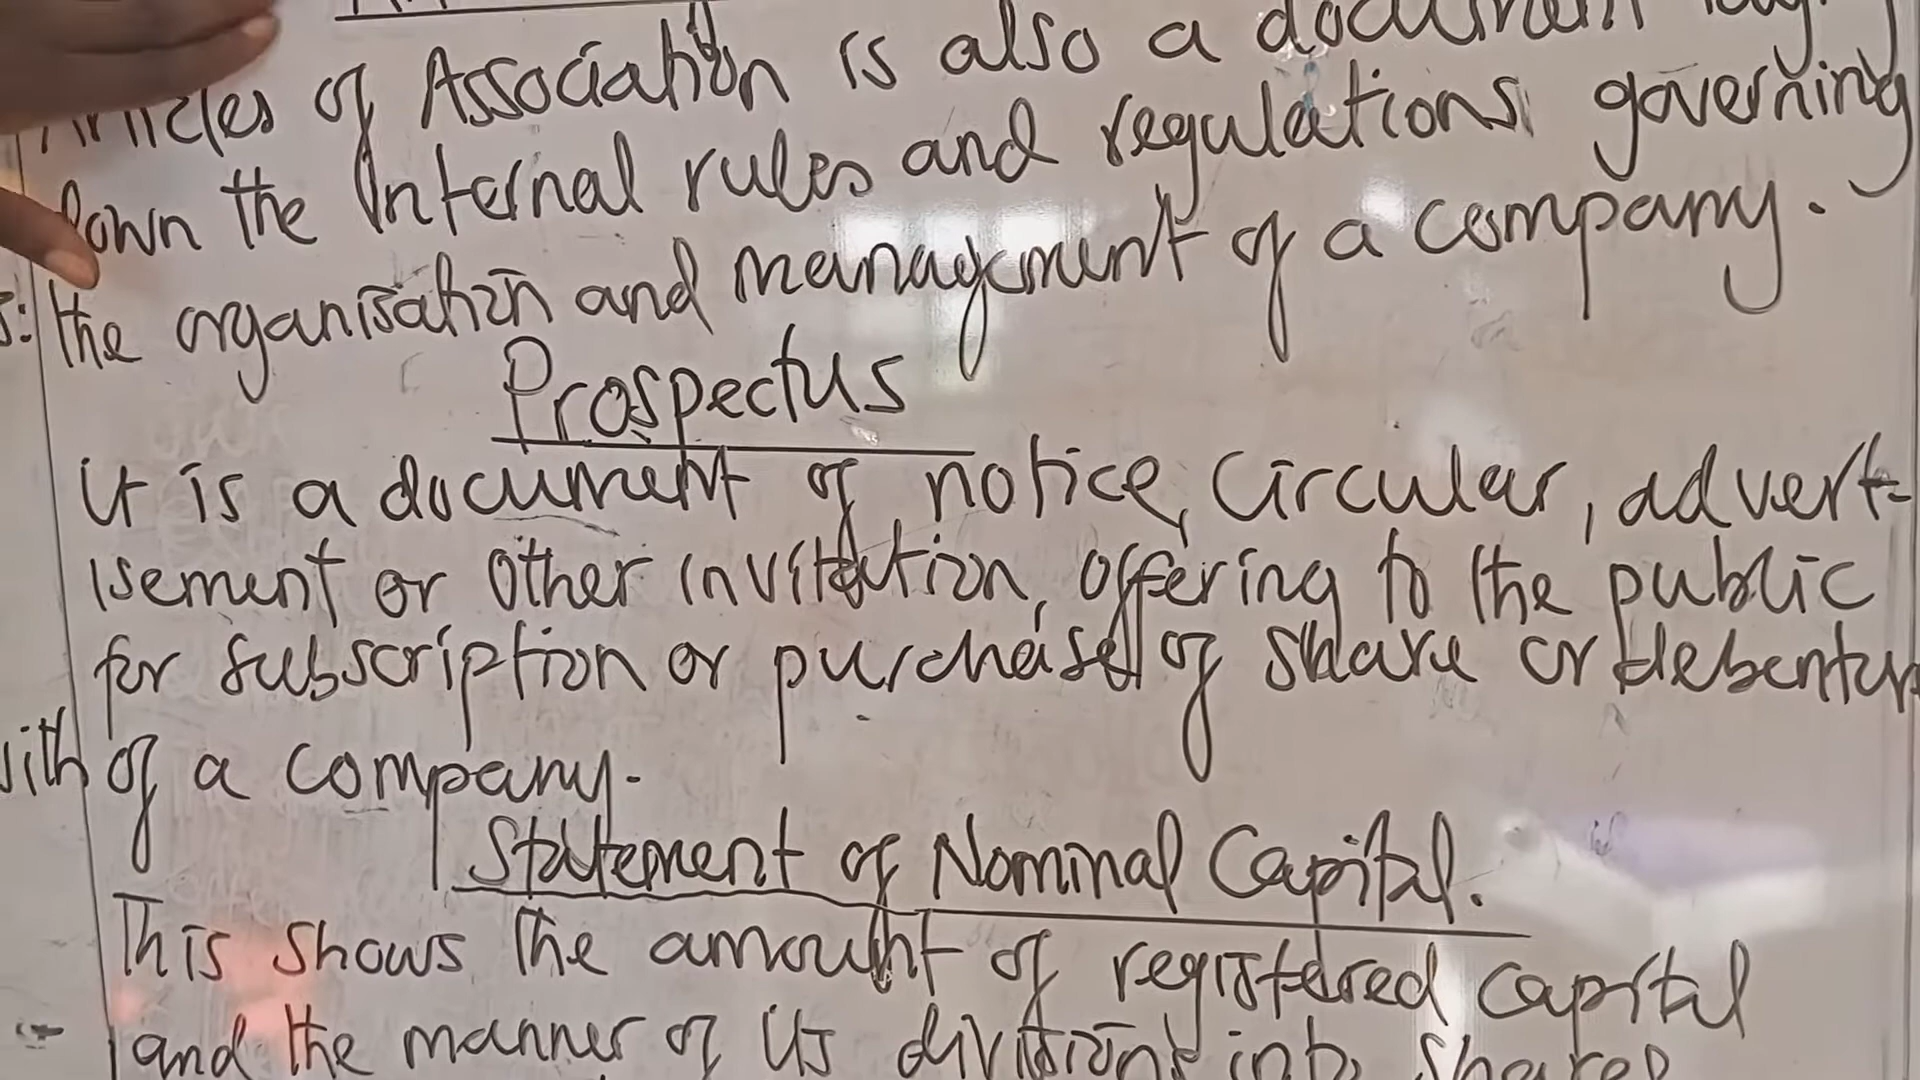 Articles of Association is also a document
down the Internal rules and regulations governing
the organisation and management of a company.
Prospectus
it is a document of notice, Circular, advert-
isement or other invitation, offering to the public
for subscription or purchase of share or debenture
of a company.
Statement of Nominal Capital.
This shows the amount of registered capital
and the manner of its divisions into shares